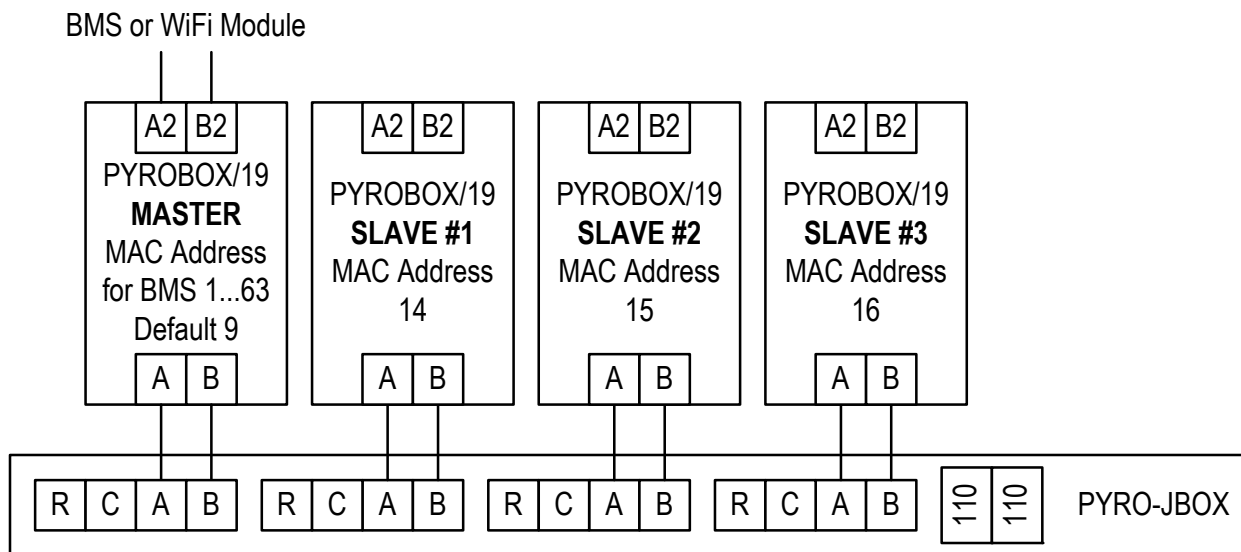 BMS or WiFi Module
A2 B2 A2 B2 A2 B2 A2 B2
PYROBOX/19
MASTER
MAC Address
for BMS 1...63
Default 9
PYROBOX/19
SLAVE #1
MAC Address
14
PYROBOX/19
SLAVE #2
MAC Address
15
PYROBOX/19
SLAVE #3
MAC Address
16
A B A B A B A B
R C A B R C A B R C A B R C A B 110 110 PYRO-JBOX